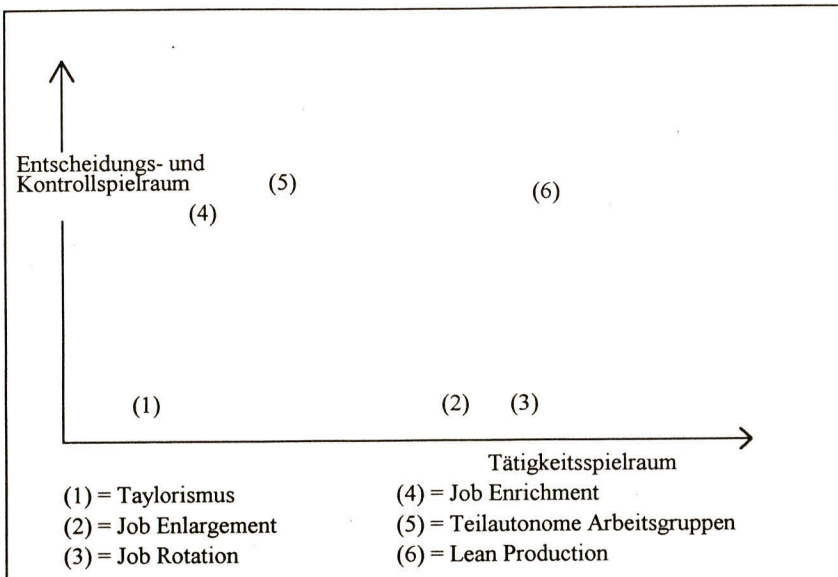 Entscheidungs- und
Kontrollspielraum
(5)
(6)
(4)
(1)
(2)
(3)
Tätigkeitsspielraum
(1) = Taylorismus
(4) = Job Enrichment
(2) = Job Enlargement
(5) = Teilautonome Arbeitsgruppen
(3) = Job Rotation
(6) = Lean Production